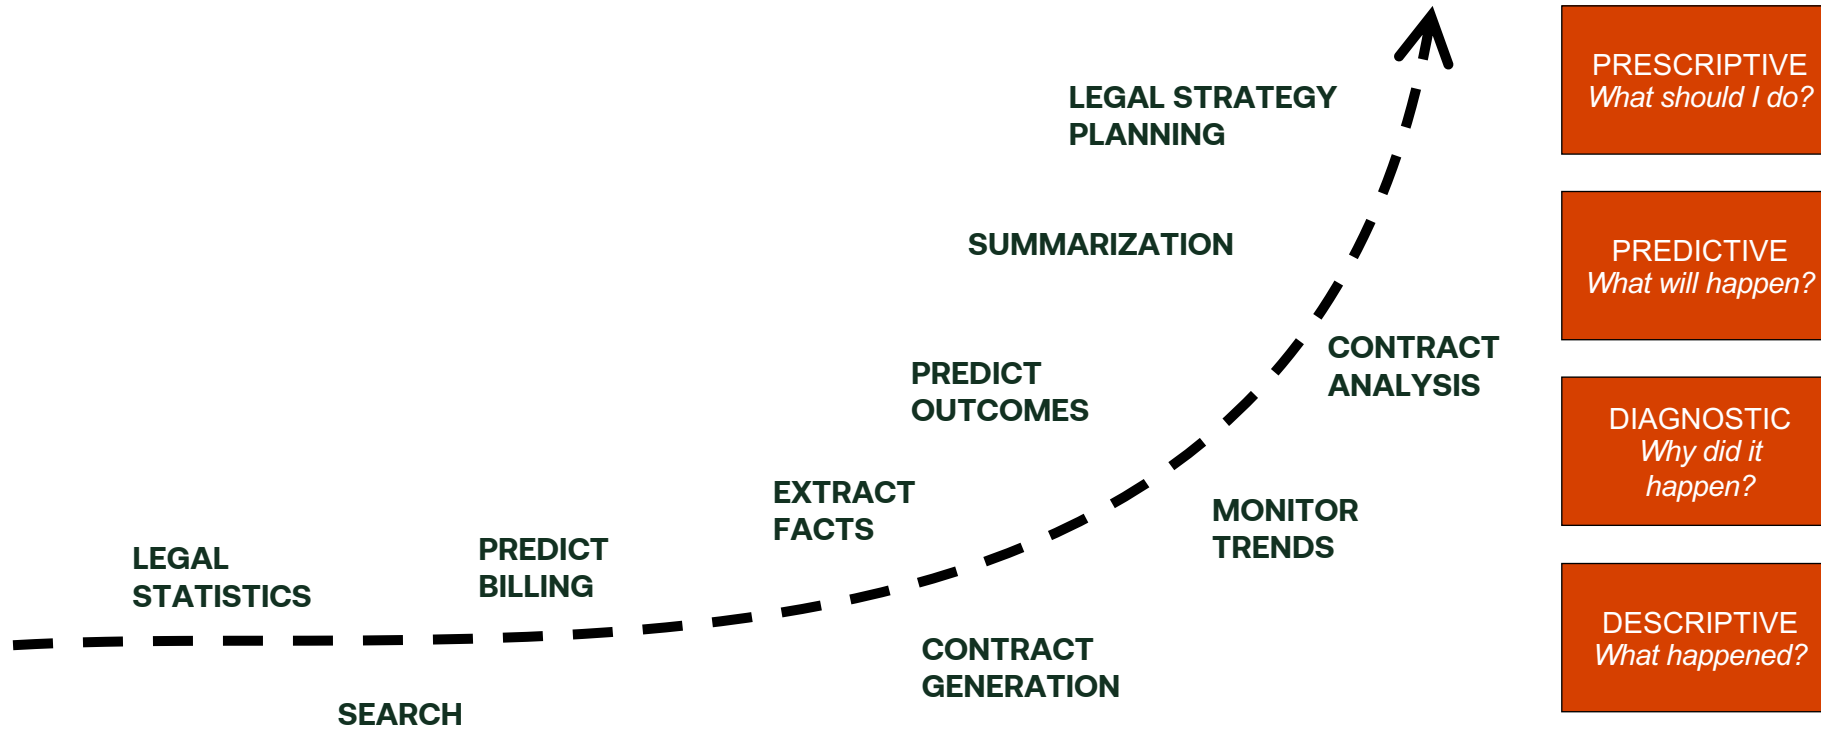 LEGAL STRATEGY
PLANNING
SUMMARIZATION
PREDICT
OUTCOMES
CONTRACT
ANALYSIS
EXTRACT
FACTS
MONITOR
TRENDS
LEGAL
STATISTICS
PREDICT
BILLING
CONTRACT
GENERATION
SEARCH
PRESCRIPTIVE
What should I do?
PREDICTIVE
What will happen?
DIAGNOSTIC
Why did it
happen?
DESCRIPTIVE
What happened?